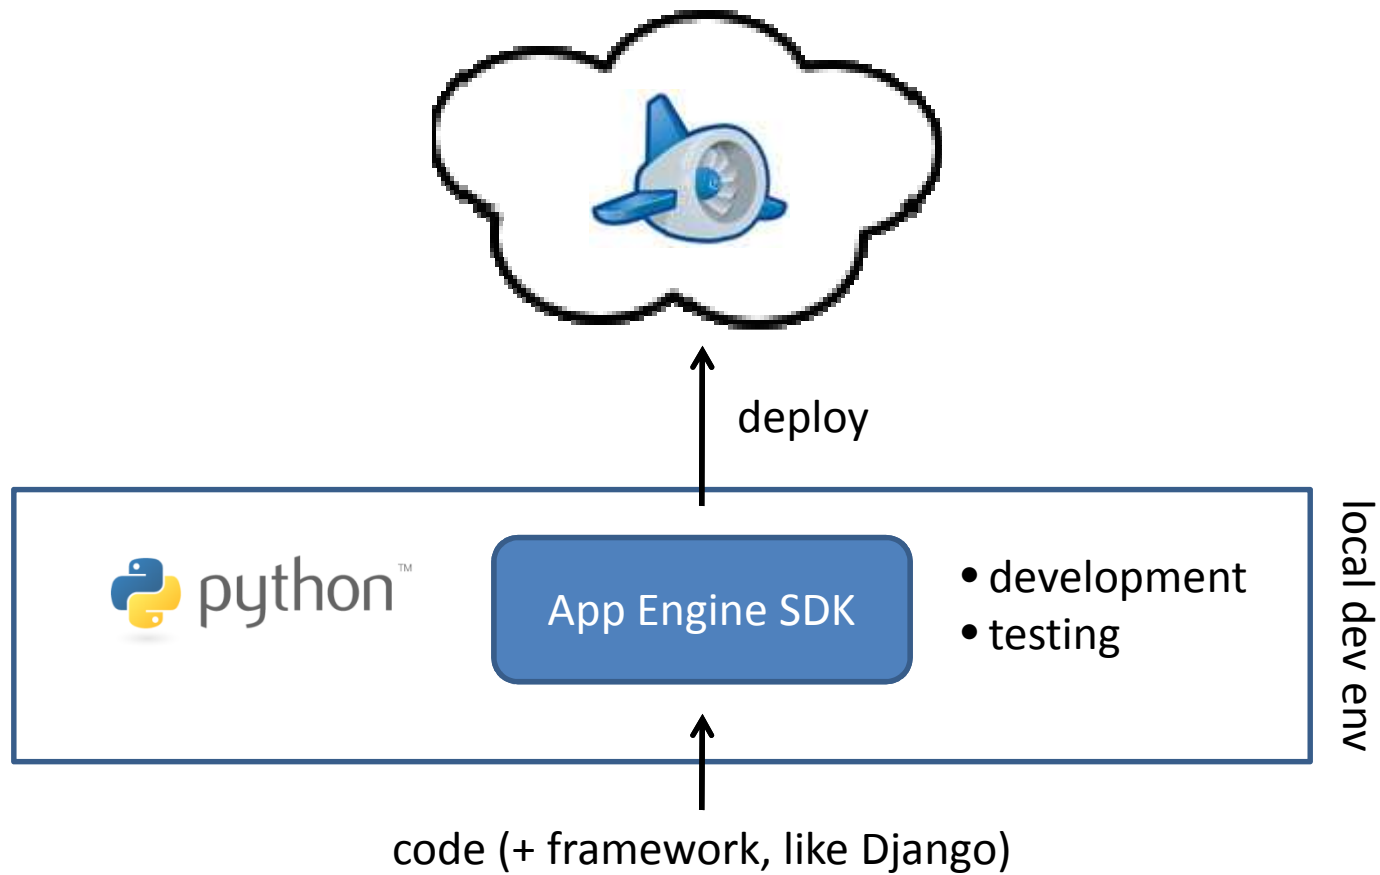 deploy
python™
App Engine SDK
• development
• testing
local dev env
code (+ framework, like Django)